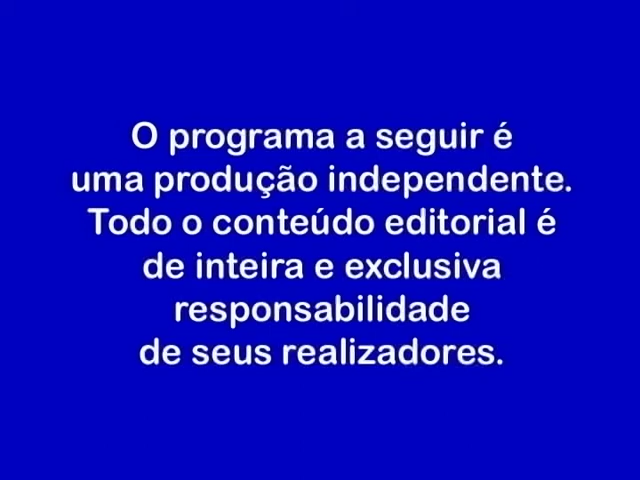 O programa a seguir é
uma produção independente.
Todo o conteúdo editorial é
de inteira e exclusiva
responsabilidade
de seus realizadores.